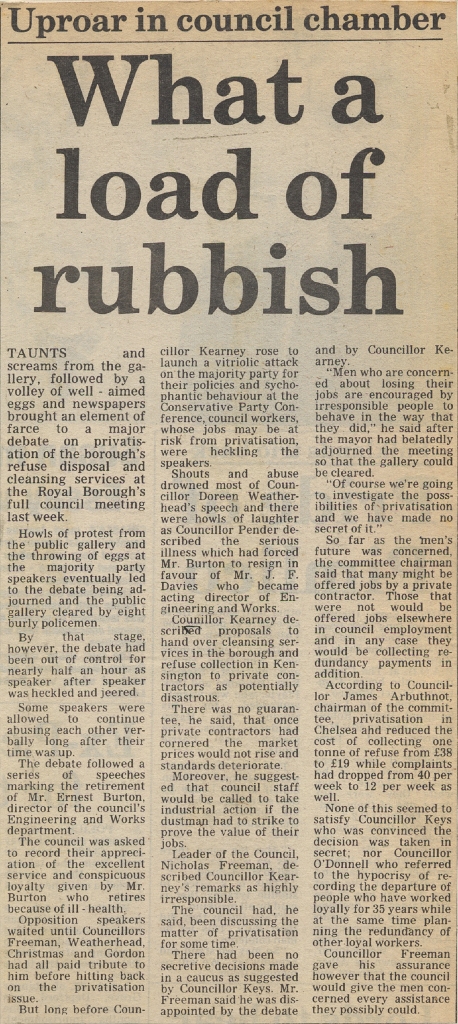 Uproar in council chamber
What a
load of
rubbish
TAUNTS and
screams from the ga-
llery, followed by a
volley of well - aimed
eggs and newspapers
brought an element of
farce to a major
debate on privatis-
ation of the borough's
refuse disposal and
cleansing services at
the Royal Borough's
full council meeting
last week.
Howls of protest from
the public gallery and
the throwing of eggs at
the majority party
speakers eventually led
to the debate being ad-
journed and the public
gallery cleared by eight
burly policemen.
By that stage,
however, the debate had
been out of control for
nearly half an hour as
speaker after speaker
was heckled and jeered.
Some speakers were
allowed to continue
abusing each other ver-
bally long after their
time was up.
The debate followed a
series of speeches
marking the retirement
of Mr. Ernest Burton,
director of the council's
Engineering and Works
department.
The council was asked
to record their appreci-
ation of the excellent
service and conspicuous
loyalty given by Mr.
Burton who retires
because of ill - health.
Opposition speakers
waited until Councillors
Freeman, Weatherhead,
Christmas and Gordon
had all paid tribute to
him before hitting back
on the privatisation
issue.
But long before Coun-
cillor Kearney rose to
launch a vitriolic attack
on the majority party for
their policies and sycho-
phantic behaviour at the
Conservative Party Con-
ference, council workers,
whose jobs may be at
risk from privatisation,
were heckling the
speakers.
Shouts and abuse
drowned most of Coun-
cillor Doreen Weather-
head's speech and there
were howls of laughter
as Councillor Pender de-
scribed the serious
illness which had forced
Mr. Burton to resign in
favour of Mr. J. F.
Davies who became
acting director of En-
gineering and Works.
Counillor Kearney de-
scribed proposals to
hand over cleansing ser-
vices in the borough and
refuse collection in Ken-
sington to private con-
tractors as potentially
disastrous.
There was no guaran-
tee, he said, that once
private contractors had
cornered the market
prices would not rise and
standards deteriorate.
Moreover, he suggest-
ed that council staff
would be called to take
industrial action if the
dustman had to strike to
prove the value of their
jobs.
Leader of the Council,
Nicholas Freeman, de-
scribed Councillor Kear-
ney's remarks as highly
irresponsible.
The council had, he
said, been discussing the
matter of privatisation
for some time.
There had been no
secretive decisions made
in a caucus as suggested
by Councillor Keys. Mr.
Freeman said he was dis-
appointed by the debate
and by Councillor Ke-
arney.
"Men who are concern-
ed about losing their
jobs are encouraged by
irresponsible people to
behave in the way that
they did," he said after
the mayor had belatedly
adjourned the meeting
so that the gallery could
be cleared.
"Of course we're going
to investigate the poss-
ibilities of privatisation
and we have made no
secret of it."
So far as the men's
future was concerned,
the committee chairman
said that many might be
offered jobs by a private
contractor. Those that
were not would be
offered jobs elsewhere
in council employment
and in any case they
would be collecting re-
dundancy payments in
addition.
According to Council-
lor James Arbuthnot,
chairman of the commit-
tee, privatisation in
Chelsea ahd reduced the
cost of collecting one
tonne of refuse from £38
to £19 while complaints
had dropped from 40 per
week to 12 per week as
well.
None of this seemed to
satisfy Councillor Keys
who was convinced the
decision was taken in
secret; nor Councillor
O'Donnell who referred
to the hypocrisy of re-
cording the departure of
people who have worked
loyally for 35 years while
at the same time plan-
ning the redundancy of
other loyal workers.
Councillor Freeman
gave his assurance
however that the council
would give the men con-
cerned every assistance
they possibly could.